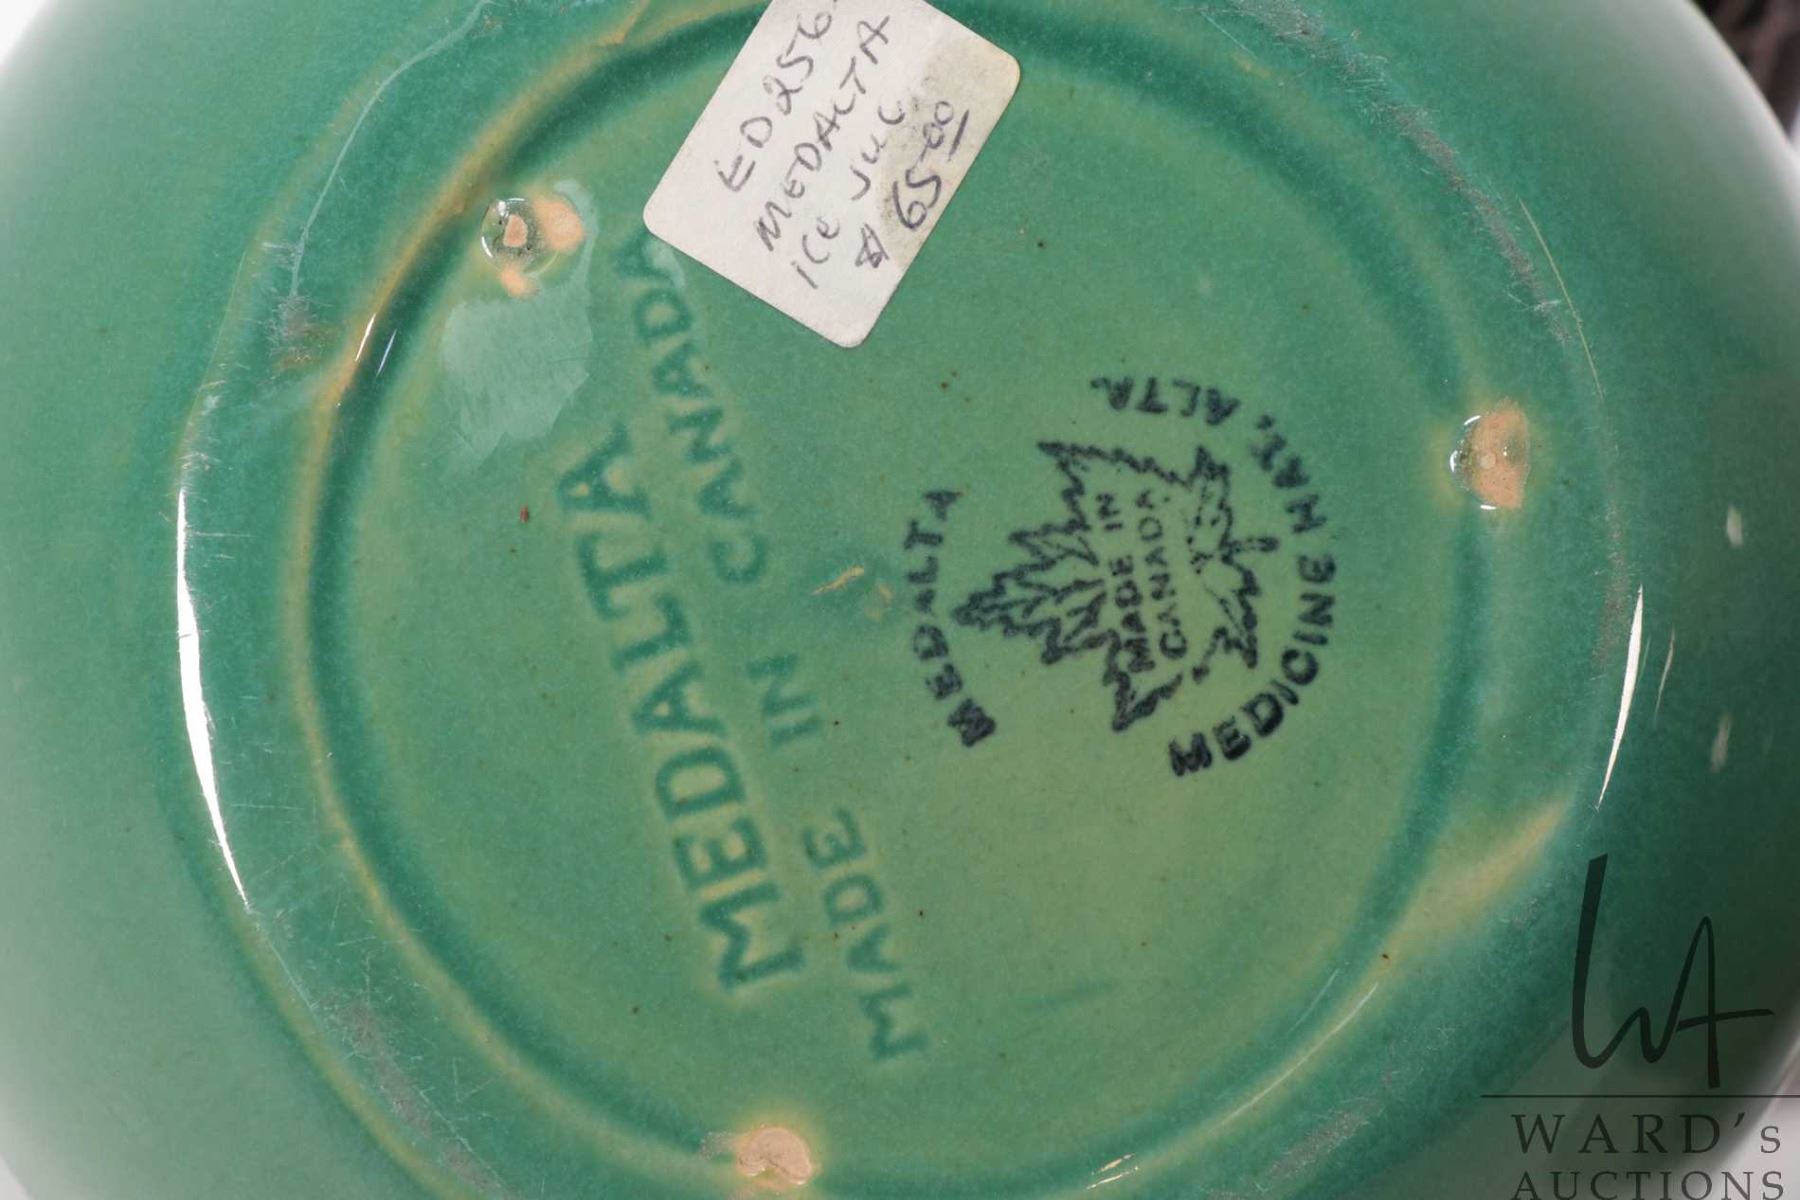 ED256
MEDALTA
ice Jug
$ 65.00
MEDALTA
MADE IN CANADA
MEDALTA
MADE IN
CANADA
MEDICINE HAT, ALTA
WA
WARD's
AUCTIONS